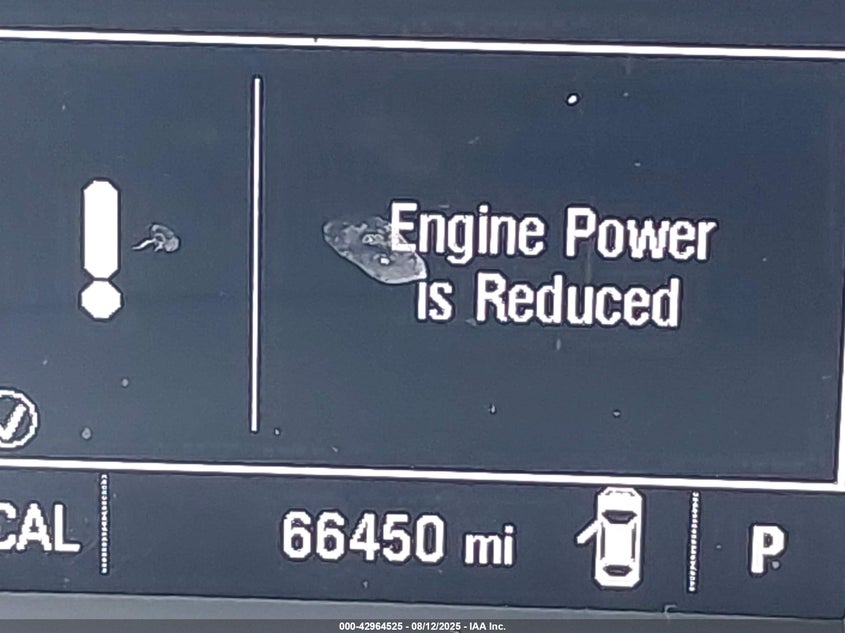 Engine Power
is Reduced
CAL
66450 mi
P
000-42964525 - 08/12/2025 - IAA Inc.